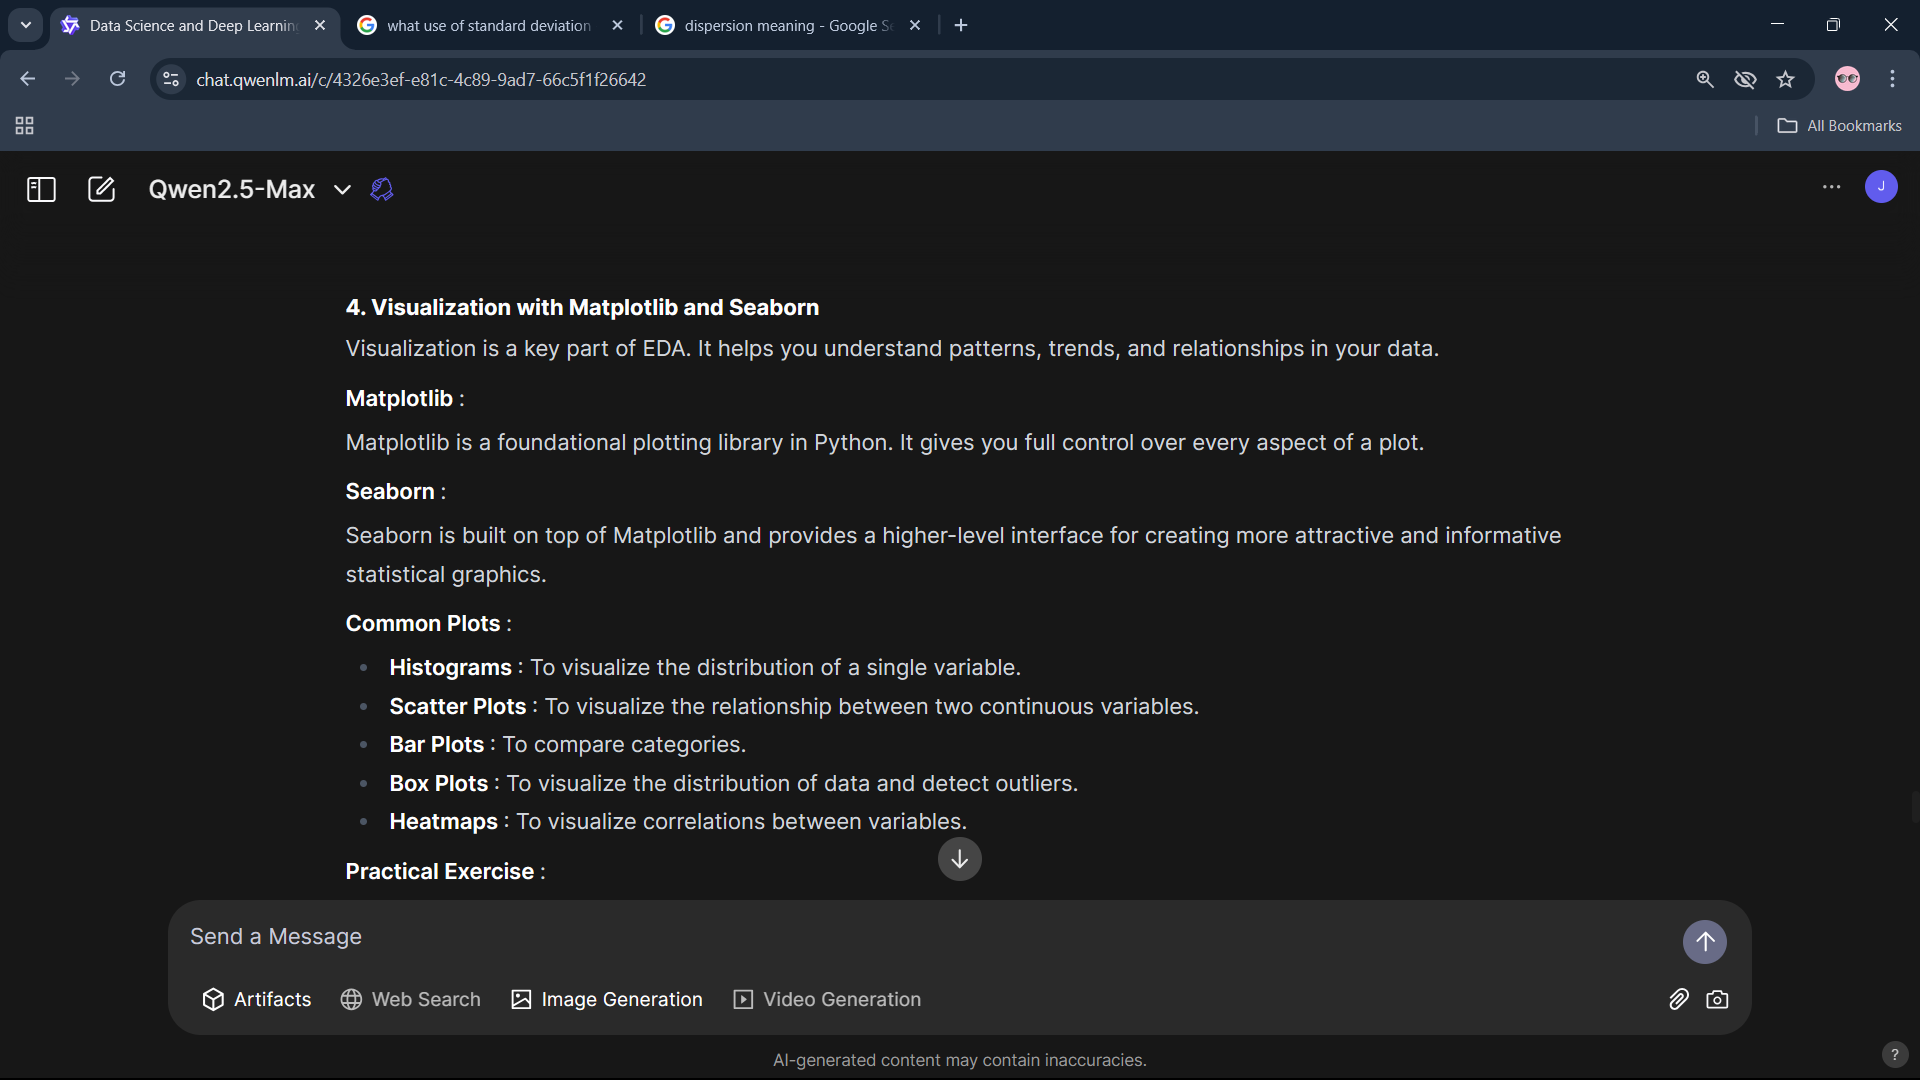 Data Science and Deep Learning
what use of standard deviation
dispersion meaning - Google Se
chat.qwenlm.ai/c/4326e3ef-e81c-4c89-9ad7-66c5f1f26642
All Bookmarks
Qwen2.5-Max
J
4. Visualization with Matplotlib and Seaborn
Visualization is a key part of EDA. It helps you understand patterns, trends, and relationships in your data.
Matplotlib :
Matplotlib is a foundational plotting library in Python. It gives you full control over every aspect of a plot.
Seaborn :
Seaborn is built on top of Matplotlib and provides a higher-level interface for creating more attractive and informative
statistical graphics.
Common Plots :
• Histograms : To visualize the distribution of a single variable.
• Scatter Plots : To visualize the relationship between two continuous variables.
• Bar Plots : To compare categories.
• Box Plots : To visualize the distribution of data and detect outliers.
• Heatmaps : To visualize correlations between variables.
Practical Exercise :
Send a Message
Artifacts Web Search Image Generation Video Generation
AI-generated content may contain inaccuracies.
?